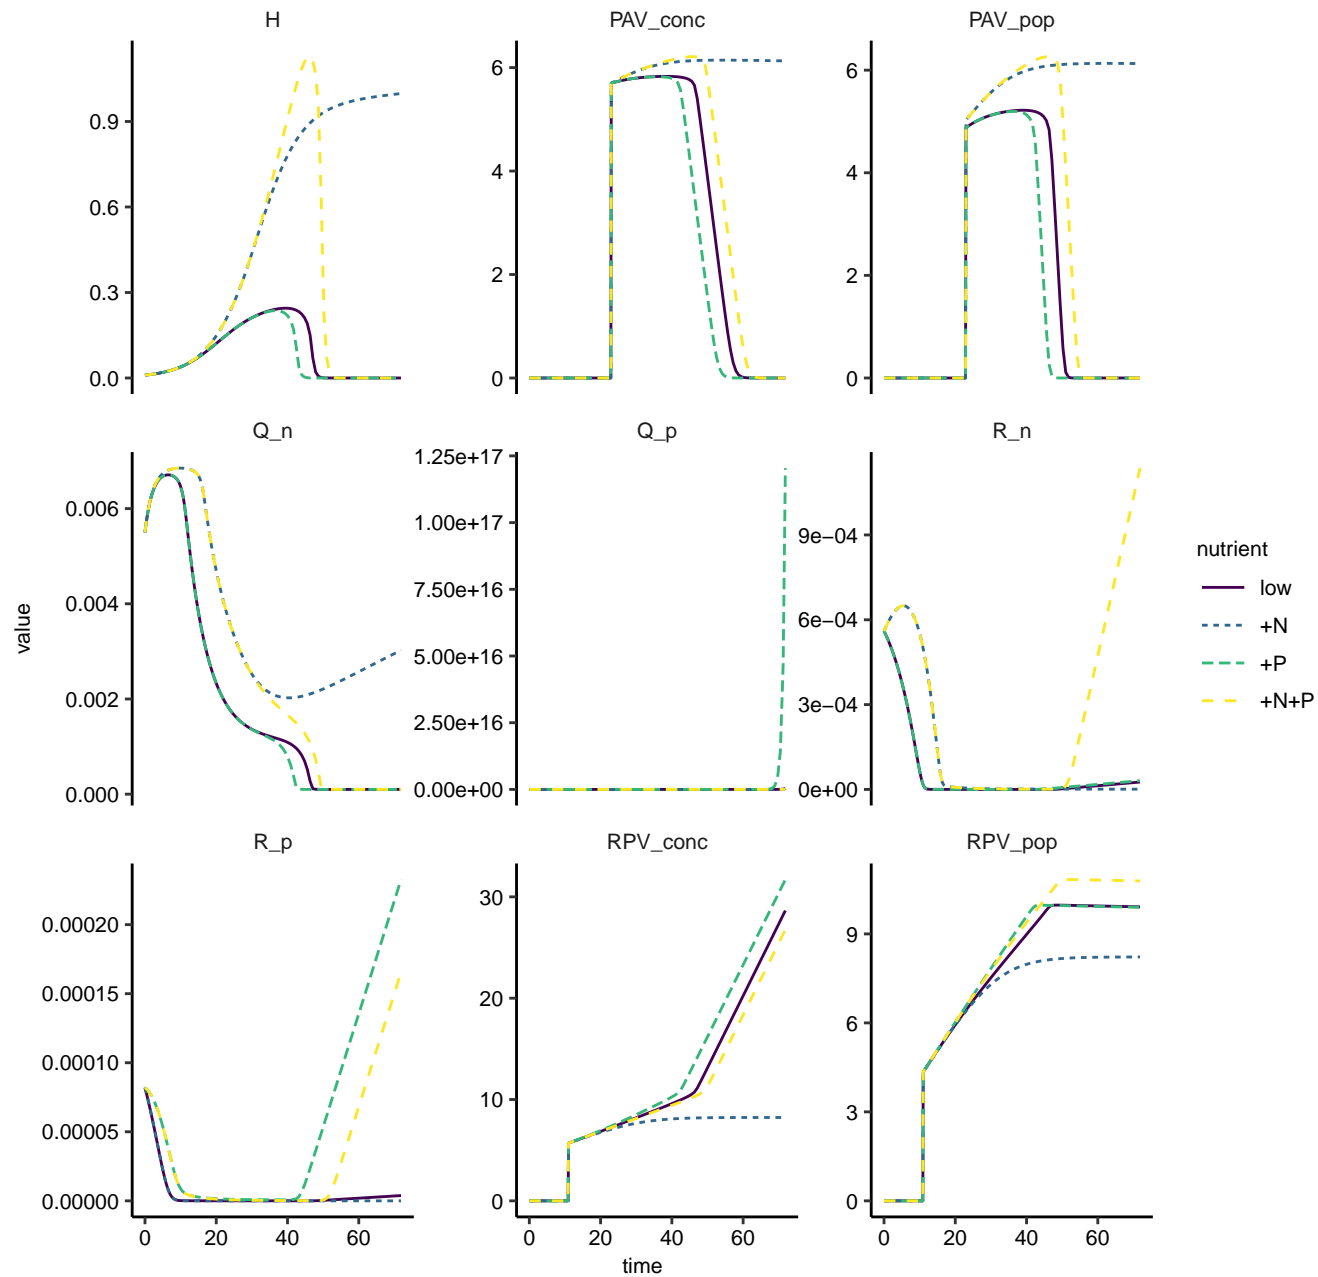 H
PAV_conc
PAV_pop
0.9
0.6
0.3
0.0
6
4
2
0
6
4
2
0
Q_n
Q_p
R_n
0.006
0.004
0.002
0.000
1.25e+17
1.00e+17
7.50e+16
5.00e+16
2.50e+16
0.00e+00
9e−04
6e−04
3e−04
0e+00
R_p
RPV_conc
RPV_pop
0.00020
0.00015
0.00010
0.00005
0.00000
30
20
10
0
9
6
3
0
0 20 40 60
0 20 40 60
0 20 40 60
time
value
nutrient
low
+N
+P
+N+P